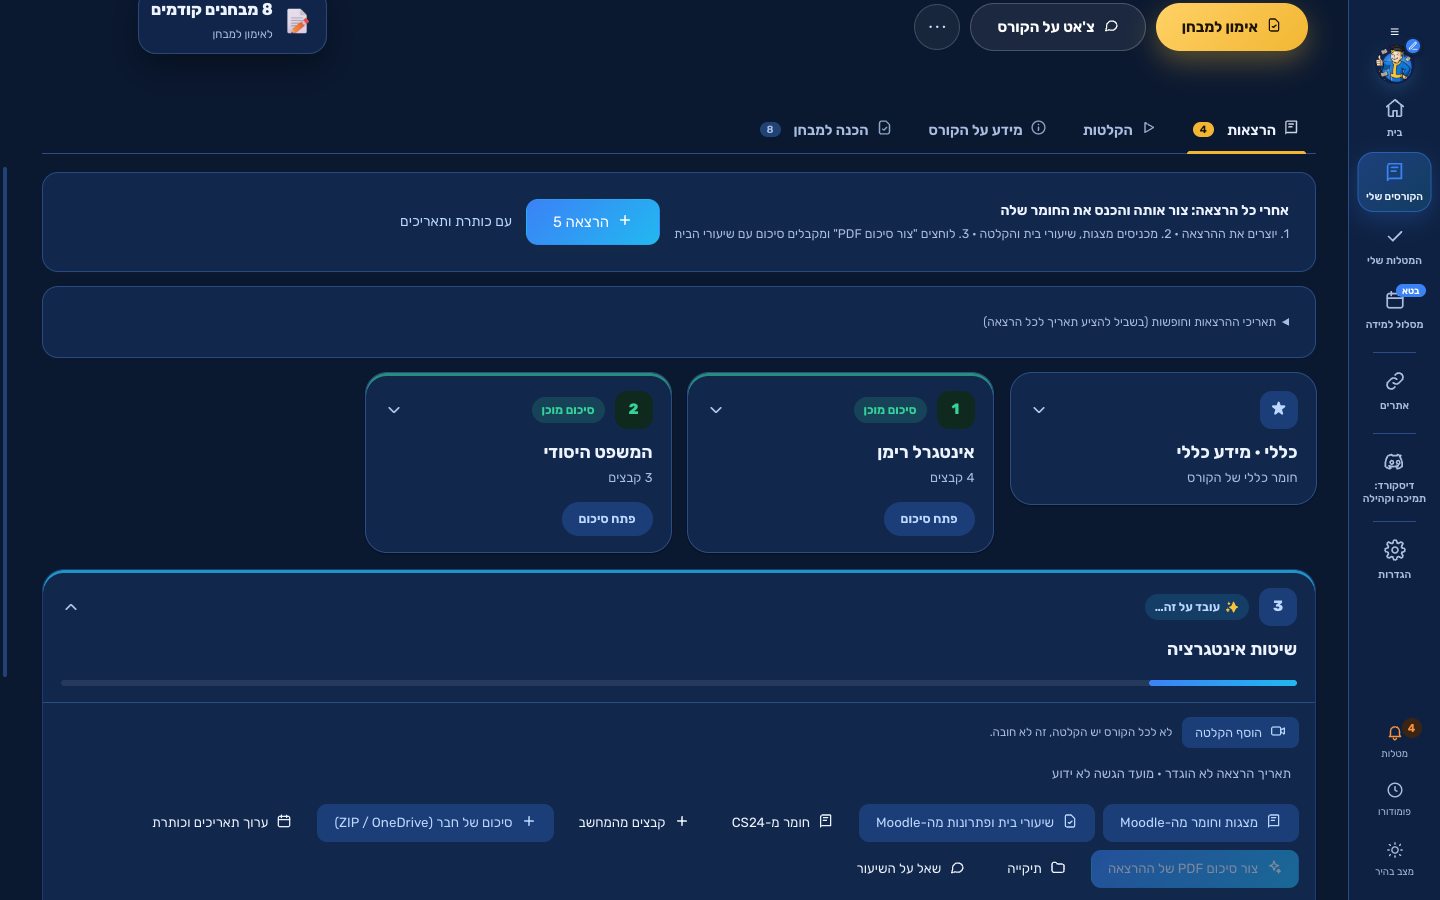 8 מבחנים קודמים
לאימון למבחן
אימון למבחן
צ'אט על הקורס
...
הרצאות 4
הקלטות
מידע על הקורס
הכנה למבחן 8
אחרי כל הרצאה: צור אותה והכנס את החומר שלה
1. יוצרים את ההרצאה • 2. מכניסים מצגות, שיעורי בית והקלטה • 3. לוחצים "צור סיכום PDF" ומקבלים סיכום עם שיעורי הבית
+ הרצאה 5
עם כותרת ותאריכים
תאריכי ההרצאות וחופשות (בשביל להציע תאריך לכל הרצאה)
כללי • מידע כללי
חומר כללי של הקורס
1
סיכום מוכן
אינטגרל רימן
4 קבצים
פתח סיכום
2
סיכום מוכן
המשפט היסודי
3 קבצים
פתח סיכום
3
✨ עובד על זה...
שיטות אינטגרציה
הוסף הקלטה
לא לכל הקורס יש הקלטה, זה לא חובה.
תאריך הרצאה לא הוגדר • מועד הגשה לא ידוע
מצגות וחומר מה-Moodle
שיעורי בית ופתרונות מה-Moodle
חומר מ-CS24
+ קבצים מהמחשב
+ סיכום של חבר (ZIP / OneDrive)
ערוך תאריכים וכותרת
צור סיכום PDF של ההרצאה
תיקייה
שאל על השיעור
בית
הקורסים שלי
המטלות שלי
בטא
מסלול למידה
אתרים
דיסקורד:
תמיכה וקהילה
הגדרות
4
מטלות
פומודורו
מצב בהיר